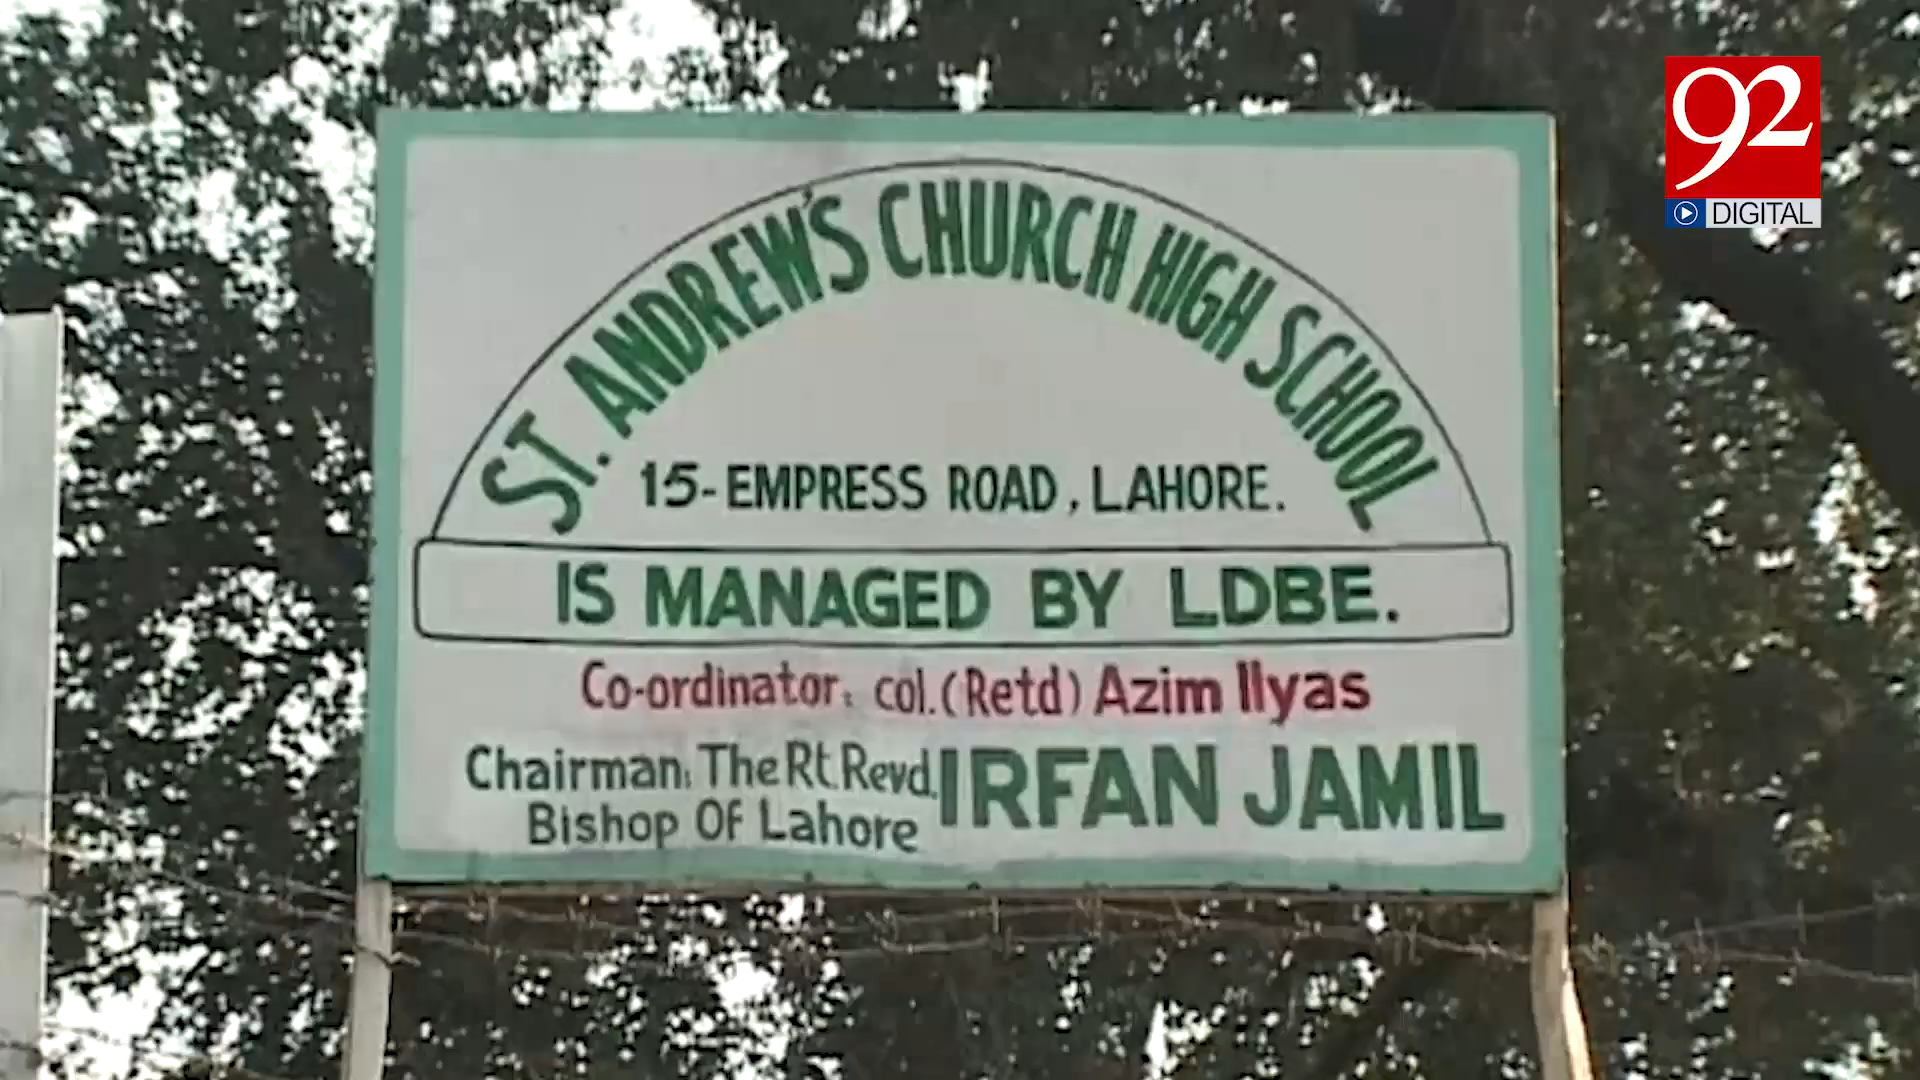 ST. ANDREW'S CHURCH HIGH SCHOOL
15-EMPRESS ROAD, LAHORE.
IS MANAGED BY LDBE.
Co-ordinator: col.(Retd) Azim Ilyas
Chairman: The Rt. Revd. IRFAN JAMIL
Bishop Of Lahore
92
DIGITAL